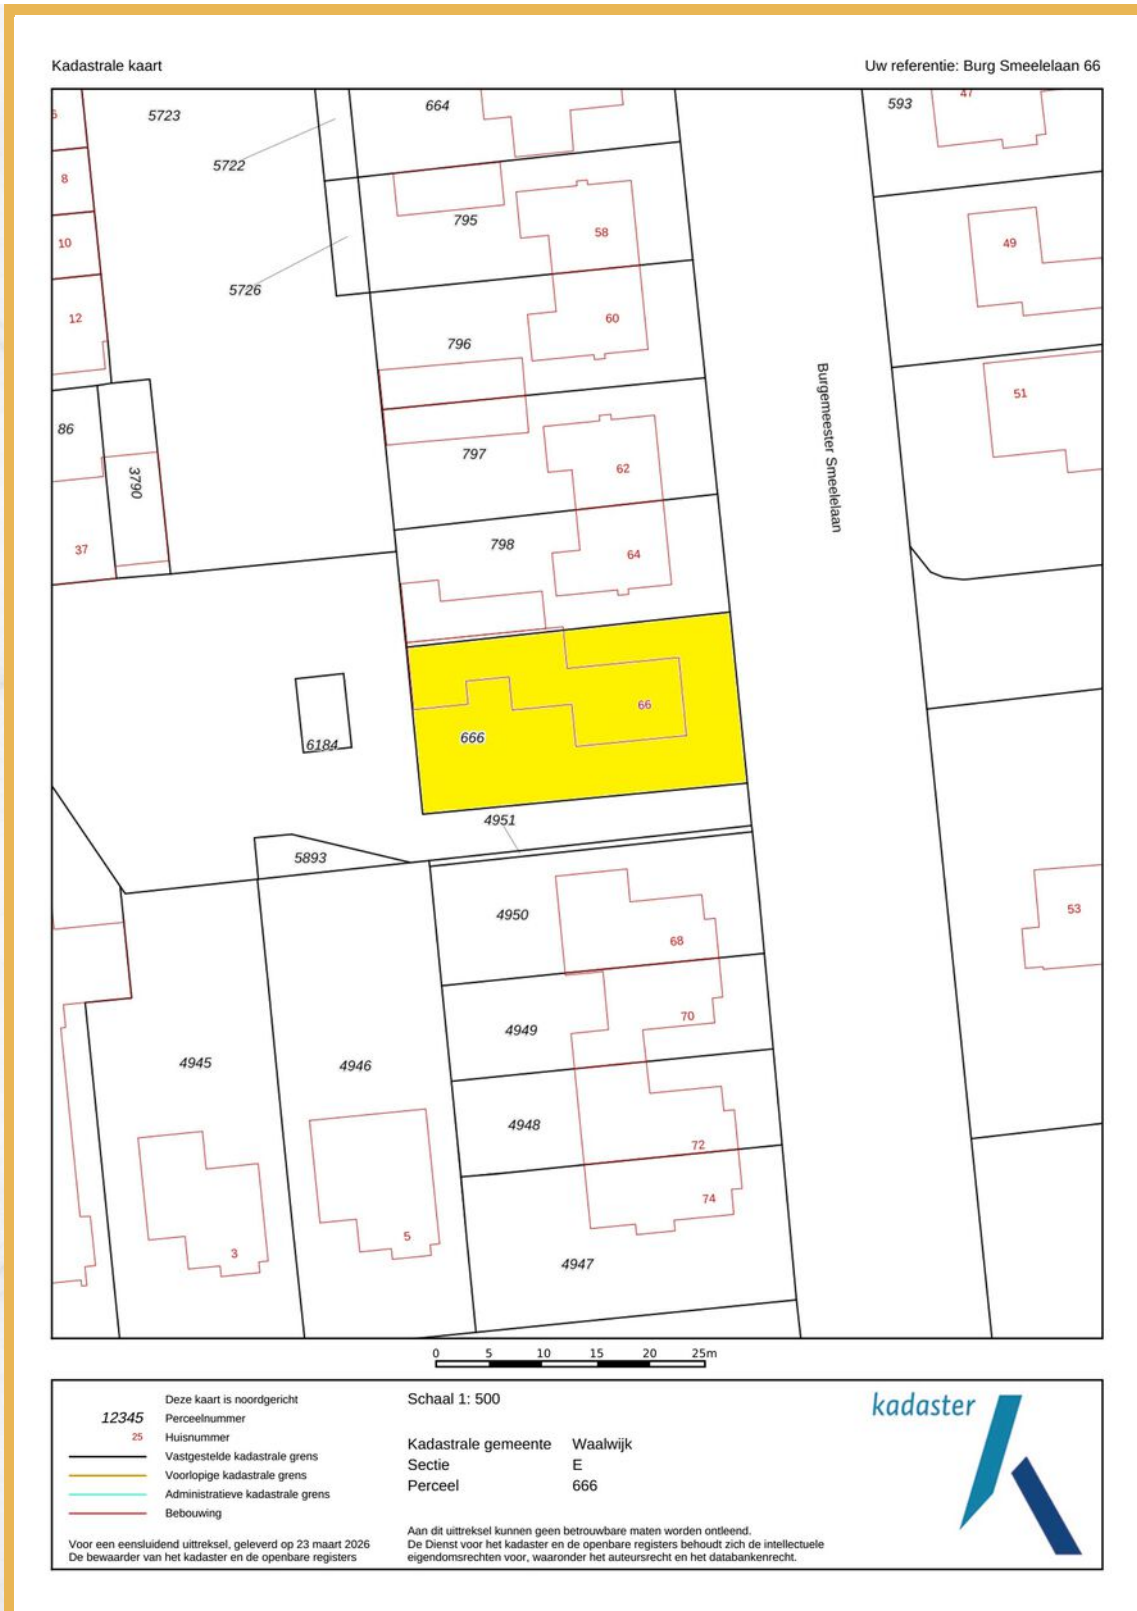 Kadastrale kaart
Uw referentie: Burg Smeelelaan 66
5723
664
593
47
5722
8
795
58
10
49
5726
12
60
796
51
86
797
62
3790
Burgemeester Smeelelaan
37
798
64
66
666
6184
4951
5893
4950
53
68
4949
70
4945
4946
4948
72
74
3
5
4947
0 5 10 15 20 25m
Deze kaart is noordgericht
12345 Perceelnummer
25 Huisnummer
Vastgestelde kadastrale grens
Voorlopige kadastrale grens
Administratieve kadastrale grens
Bebouwing
Voor een eensluidend uittreksel, geleverd op 23 maart 2026
De bewaarder van het kadaster en de openbare registers
Schaal 1: 500
Kadastrale gemeente Waalwijk
Sectie E
Perceel 666
Aan dit uittreksel kunnen geen betrouwbare maten worden ontleend.
De Dienst voor het kadaster en de openbare registers behoudt zich de intellectuele
eigendomsrechten voor, waaronder het auteursrecht en het databankenrecht.
kadaster